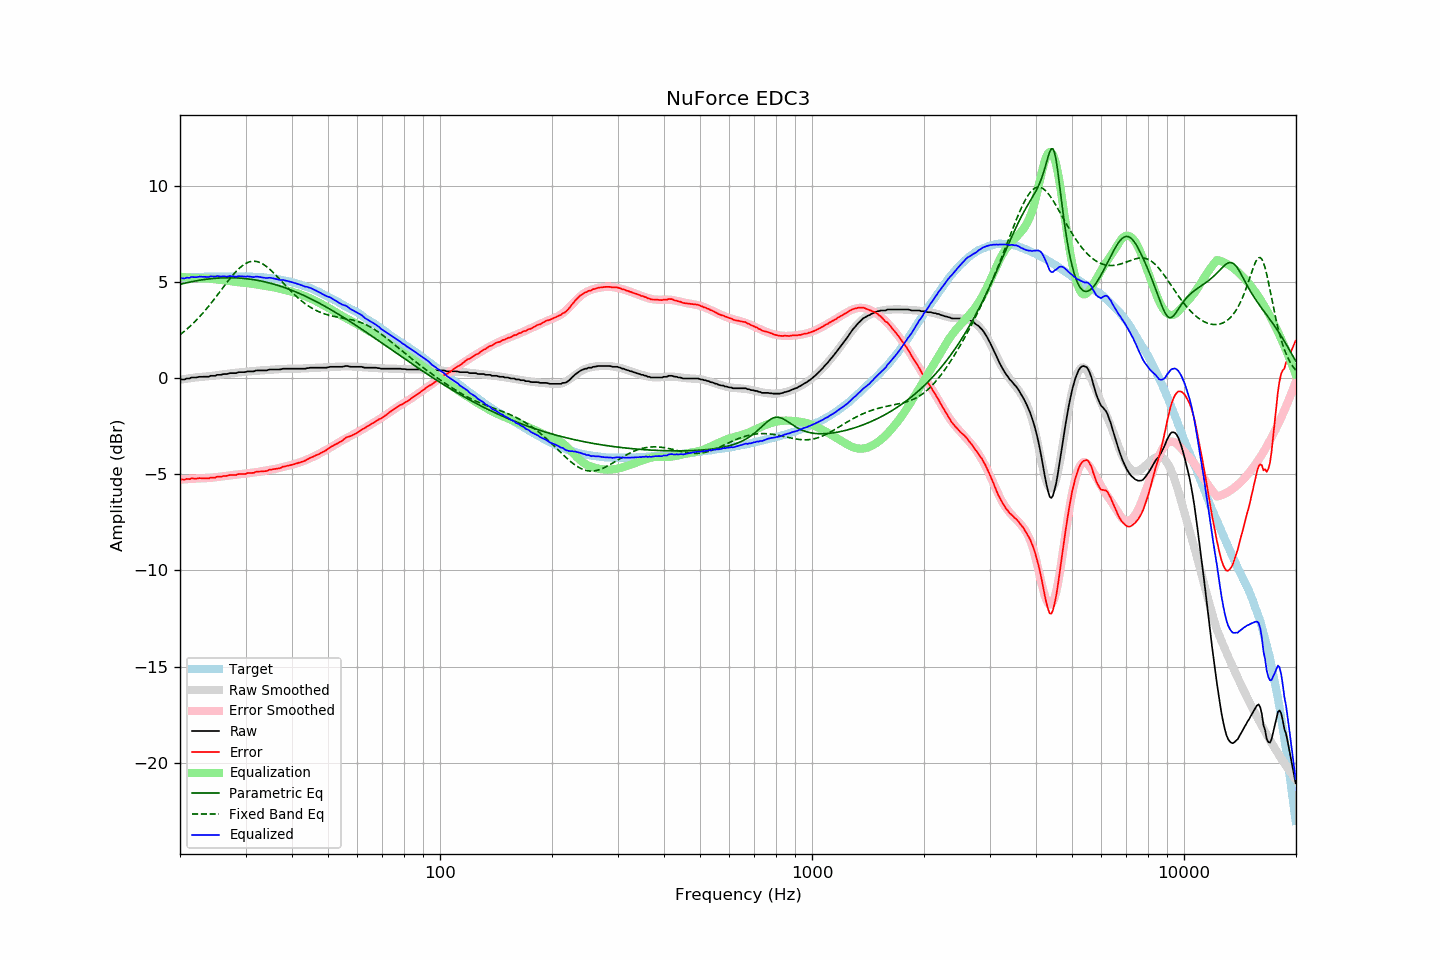 NuForce EDC3
Amplitude (dBr)
10
5
0
−5
−10
−15
−20
Target
Raw Smoothed
Error Smoothed
Raw
Error
Equalization
Parametric Eq
Fixed Band Eq
Equalized
100
1000
10000
Frequency (Hz)